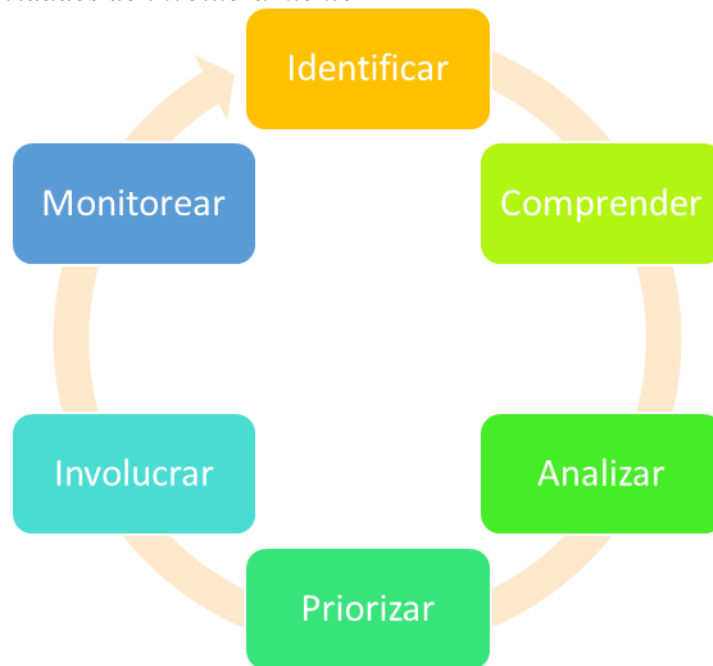 Identificar
Comprender
Analizar
Priorizar
Involucrar
Monitorear